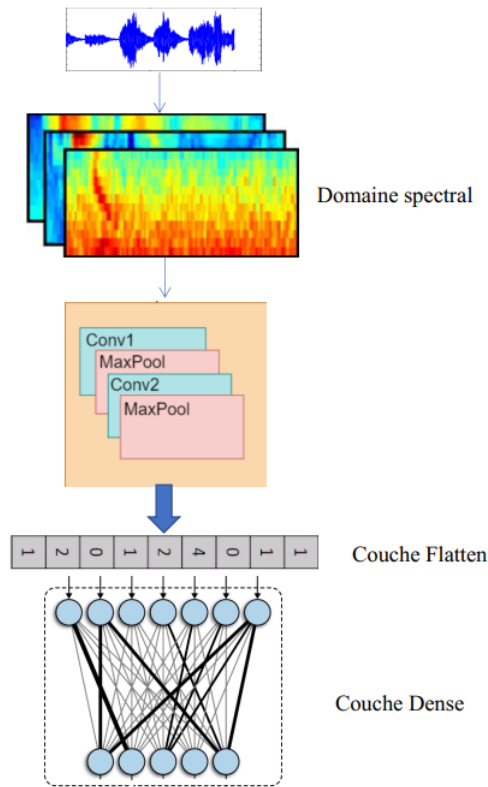 Domaine spectral
Conv1
MaxPool
Conv2
MaxPool
1 2 0 1 2 4 0 1 1
Couche Flatten
Couche Dense